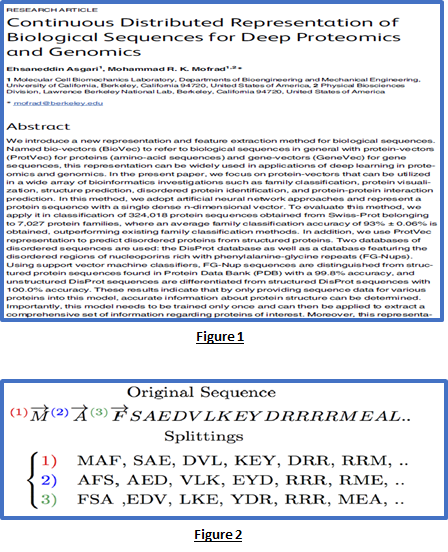 RESEARCH ARTICLE
Continuous Distributed Representation of
Biological Sequences for Deep Proteomics
and Genomics
Ehsaneddin Asgari1, Mohammad R. K. Mofrad1,2*
1 Molecular Cell Biomechanics Laboratory, Departments of Bioengineering and Mechanical Engineering,
University of California, Berkeley, California 94720, United States of America, 2 Physical Biosciences
Division, Lawrence Berkeley National Lab, Berkeley, California 94720, United States of America
* mofrad@berkeley.edu
Abstract
We introduce a new representation and feature extraction method for biological sequences.
Named bio-vectors (BioVec) to refer to biological sequences in general with protein-vectors
(ProtVec) for proteins (amino-acid sequences) and gene-vectors (GeneVec) for gene
sequences, this representation can be widely used in applications of deep learning in prote-
omics and genomics. In the present paper, we focus on protein-vectors that can be utilized
in a wide array of bioinformatics investigations such as family classification, protein visuali-
zation, structure prediction, disordered protein identification, and protein-protein interaction
prediction. In this method, we adopt artificial neural network approaches and represent a
protein sequence with a single dense n-dimensional vector. To evaluate this method, we
apply it in classification of 324,018 protein sequences obtained from Swiss-Prot belonging
to 7,027 protein families, where an average family classification accuracy of 93% ± 0.06% is
obtained, outperforming existing family classification methods. In addition, we use ProtVec
representation to predict disordered proteins from structured proteins. Two databases of
disordered sequences are used: the DisProt database as well as a database featuring the
disordered regions of nucleoporins rich with phenylalanine-glycine repeats (FG-Nups).
Using support vector machine classifiers, FG-Nup sequences are distinguished from struc-
tured protein sequences found in Protein Data Bank (PDB) with a 99.8% accuracy, and
unstructured DisProt sequences are differentiated from structured DisProt sequences with
100.0% accuracy. These results indicate that by only providing sequence data for various
proteins into this model, accurate information about protein structure can be determined.
Importantly, this model needs to be trained only once and can then be applied to extract a
comprehensive set of information regarding proteins of interest. Moreover, this representa-
Figure 1
Original Sequence
(1) M (2) A (3) F SAEDVLKEYDRRRRMEAL..
Splittings
1) MAF, SAE, DVL, KEY, DRR, RRM, ..
2) AFS, AED, VLK, EYD, RRR, RME, ..
3) FSA ,EDV, LKE, YDR, RRR, MEA, ..
Figure 2